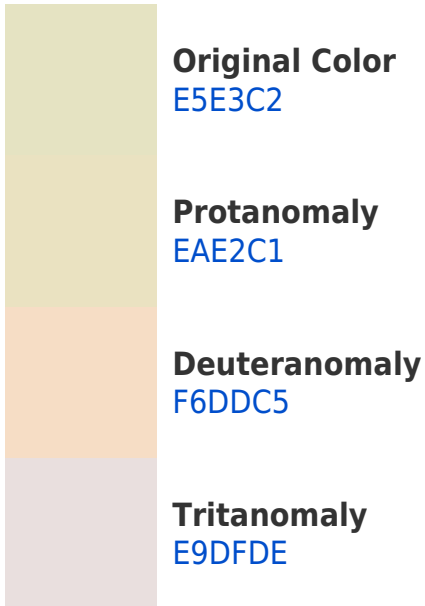 Original Color
E5E3C2
Protanomaly
EAE2C1
Deuteranomaly
F6DDC5
Tritanomaly
E9DFDE